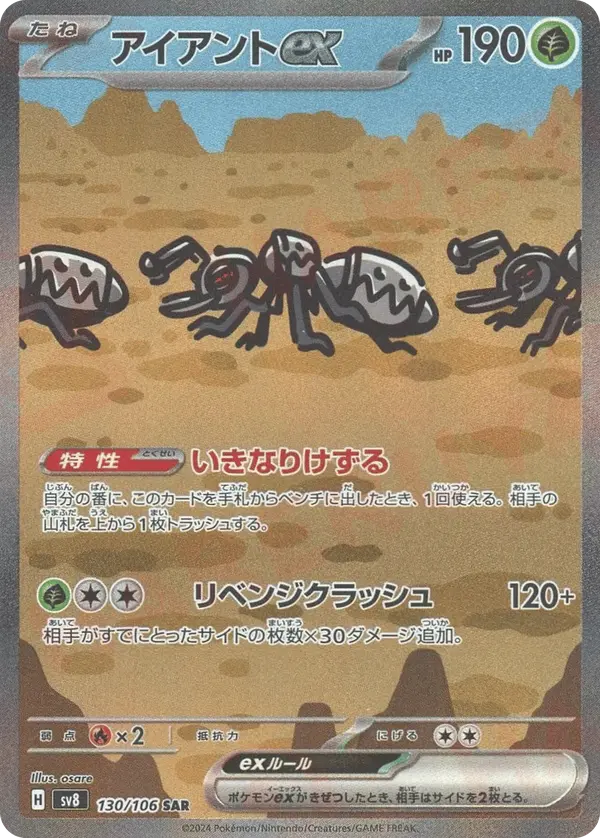 たね アイアントex HP 190
特性 とくせい いきなりけずる
自分の番に、このカードを手札からベンチに出したとき、1回使える。相手の
山札を上から1枚トラッシュする。
リベンジクラッシュ 120+
相手がすでにとったサイドの枚数×30ダメージ追加。
弱点 ×2 抵抗力 にげる
exルール
ポケモンexがきぜつしたとき、相手はサイドを2枚とる。
Illus. osare
H sv8 130/106 SAR
©2024 Pokémon/Nintendo/Creatures/GAME FREAK.